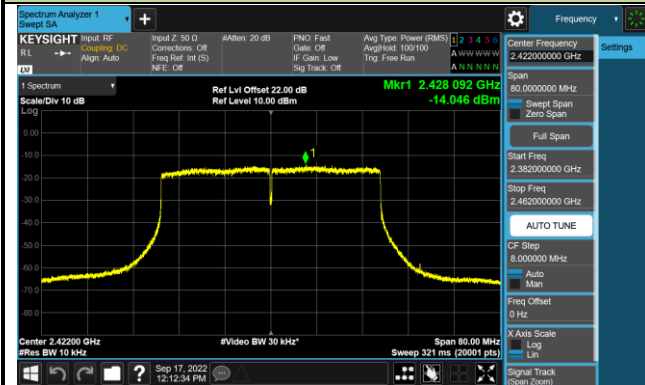 Spectrum Analyzer 1
Swept SA
Frequency
KEYSIGHT Input: RF Input Z: 50 Ω #Atten: 20 dB PNO: Fast Avg Type: Power (RMS) 1 2 3 4 5 6
R L Coupling: DC Corrections: Off Gate: Off Avg|Hold: 100/100 A W W W W W
Align: Auto Freq Ref: Int (S) IF Gain: Low Trig: Free Run
NFE: Off Sig Track: Off A N N N N N
LXI
Settings
1 Spectrum Ref Lvl Offset 22.00 dB Mkr1 2.428 092 GHz
Scale/Div 10 dB Ref Level 10.00 dBm -14.046 dBm
Log
0.00
-10.0
-20.0
-30.0
-40.0
-50.0
-60.0
-70.0
-80.0
1
Center 2.42200 GHz #Video BW 30 kHz* Span 80.00 MHz
#Res BW 10 kHz Sweep 321 ms (20001 pts)
Center Frequency
2.422000000 GHz
Span
80.0000000 MHz
Swept Span
Zero Span
Full Span
Start Freq
2.382000000 GHz
Stop Freq
2.462000000 GHz
AUTO TUNE
CF Step
8.000000 MHz
Auto
Man
Freq Offset
0 Hz
X Axis Scale
Log
Lin
Signal Track
(Span Zoom)
Sep 17, 2022
12:12:34 PM